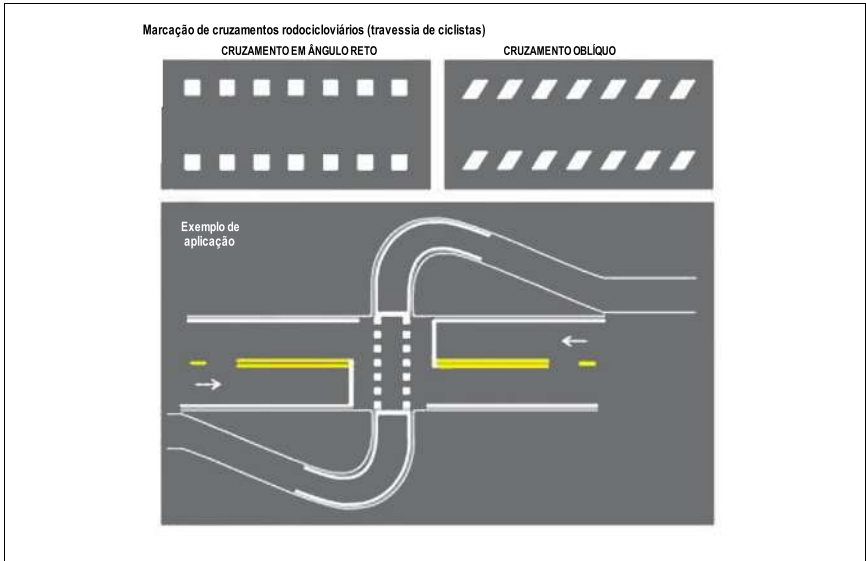 Marcação de cruzamentos rodocicloviários (travessia de ciclistas)
CRUZAMENTO EM ÂNGULO RETO
CRUZAMENTO OBLÍQUO
Exemplo de
aplicação